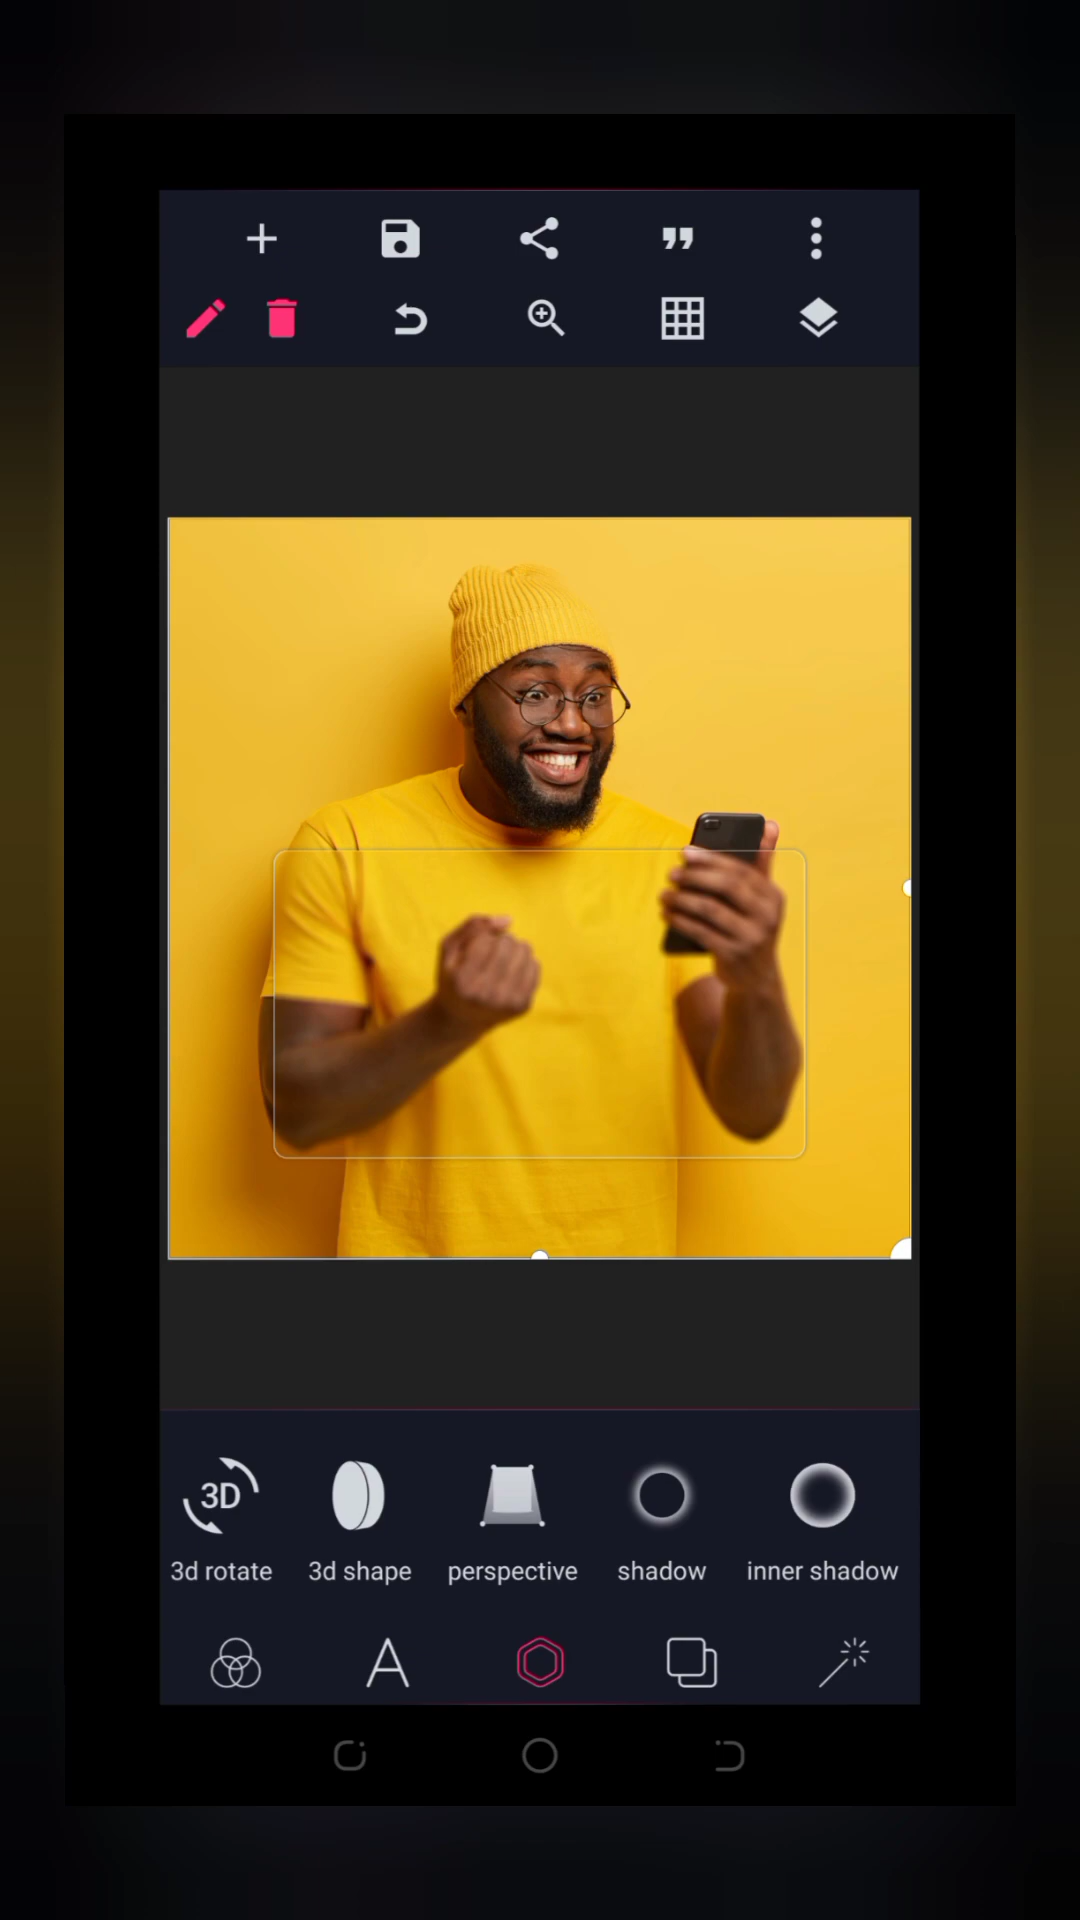 3D
3d rotate
3d shape
perspective
shadow
inner shadow